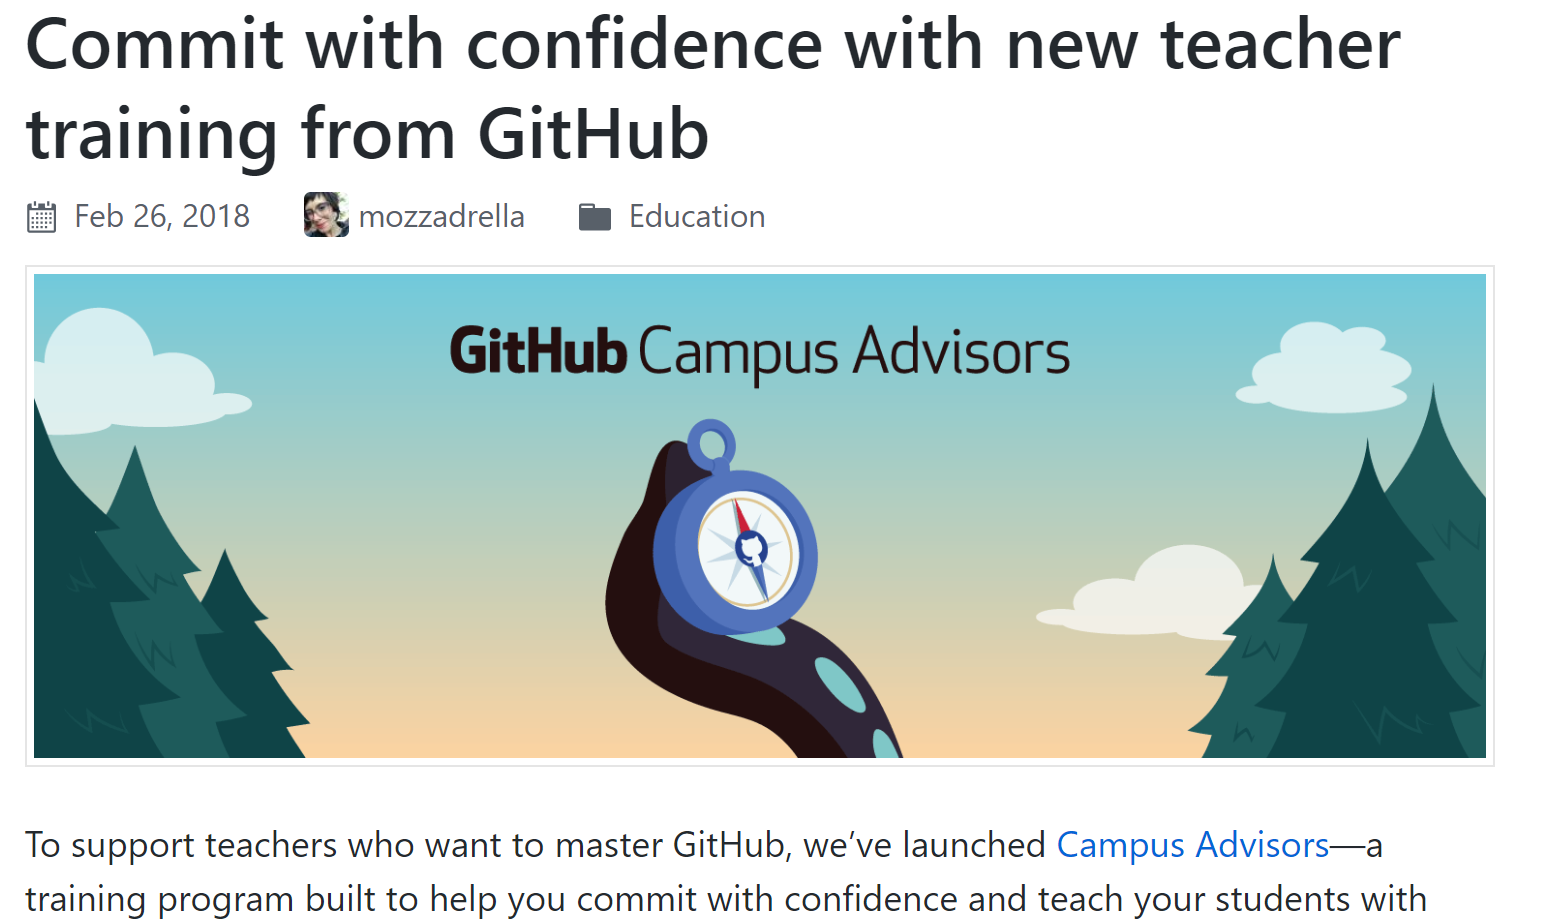 Commit with confidence with new teacher
training from GitHub
Feb 26, 2018 mozzadrella Education
GitHub Campus Advisors
To support teachers who want to master GitHub, we’ve launched Campus Advisors—a
training program built to help you commit with confidence and teach your students with